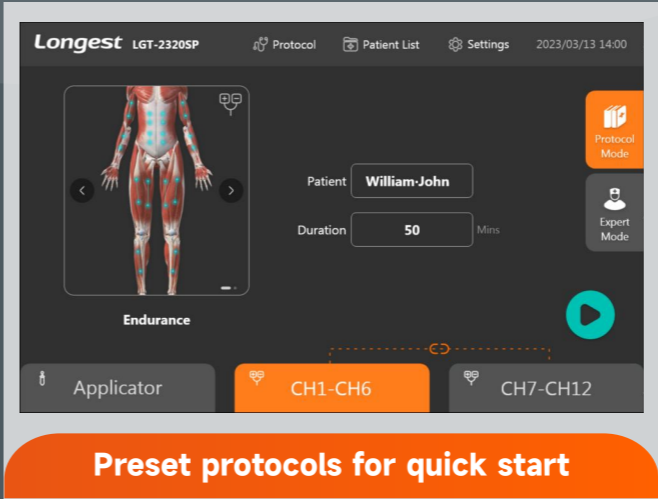 Longest LGT-2320SP
Protocol
Patient List
Settings
2023/03/13 14:00
Protocol
Mode
Patient William·John
Expert
Mode
Duration 50 Mins
Endurance
Applicator
CH1-CH6
CH7-CH12
Preset protocols for quick start